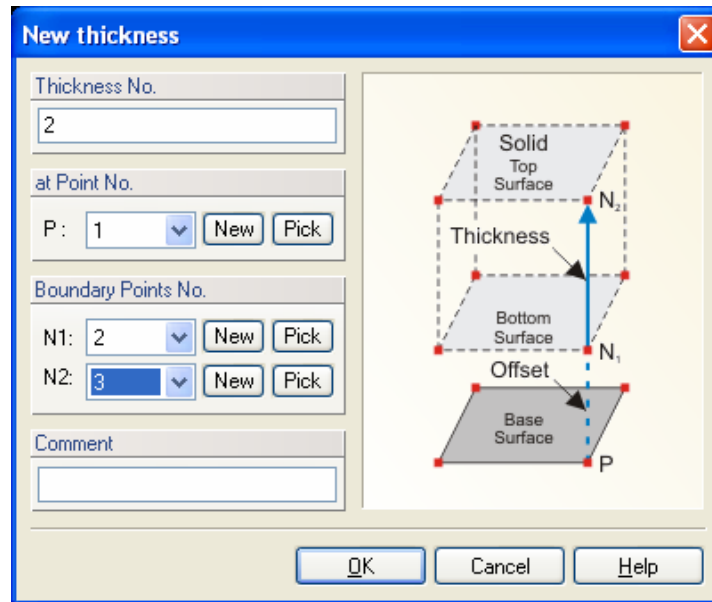 New thickness
Thickness No.
2
at Point No.
P: 1 New Pick
Boundary Points No.
N1: 2 New Pick
N2: 3 New Pick
Comment
Solid
Top
Surface
N₂
Thickness
Bottom
Surface
N₁
Offset
Base
Surface
P
OK Cancel Help